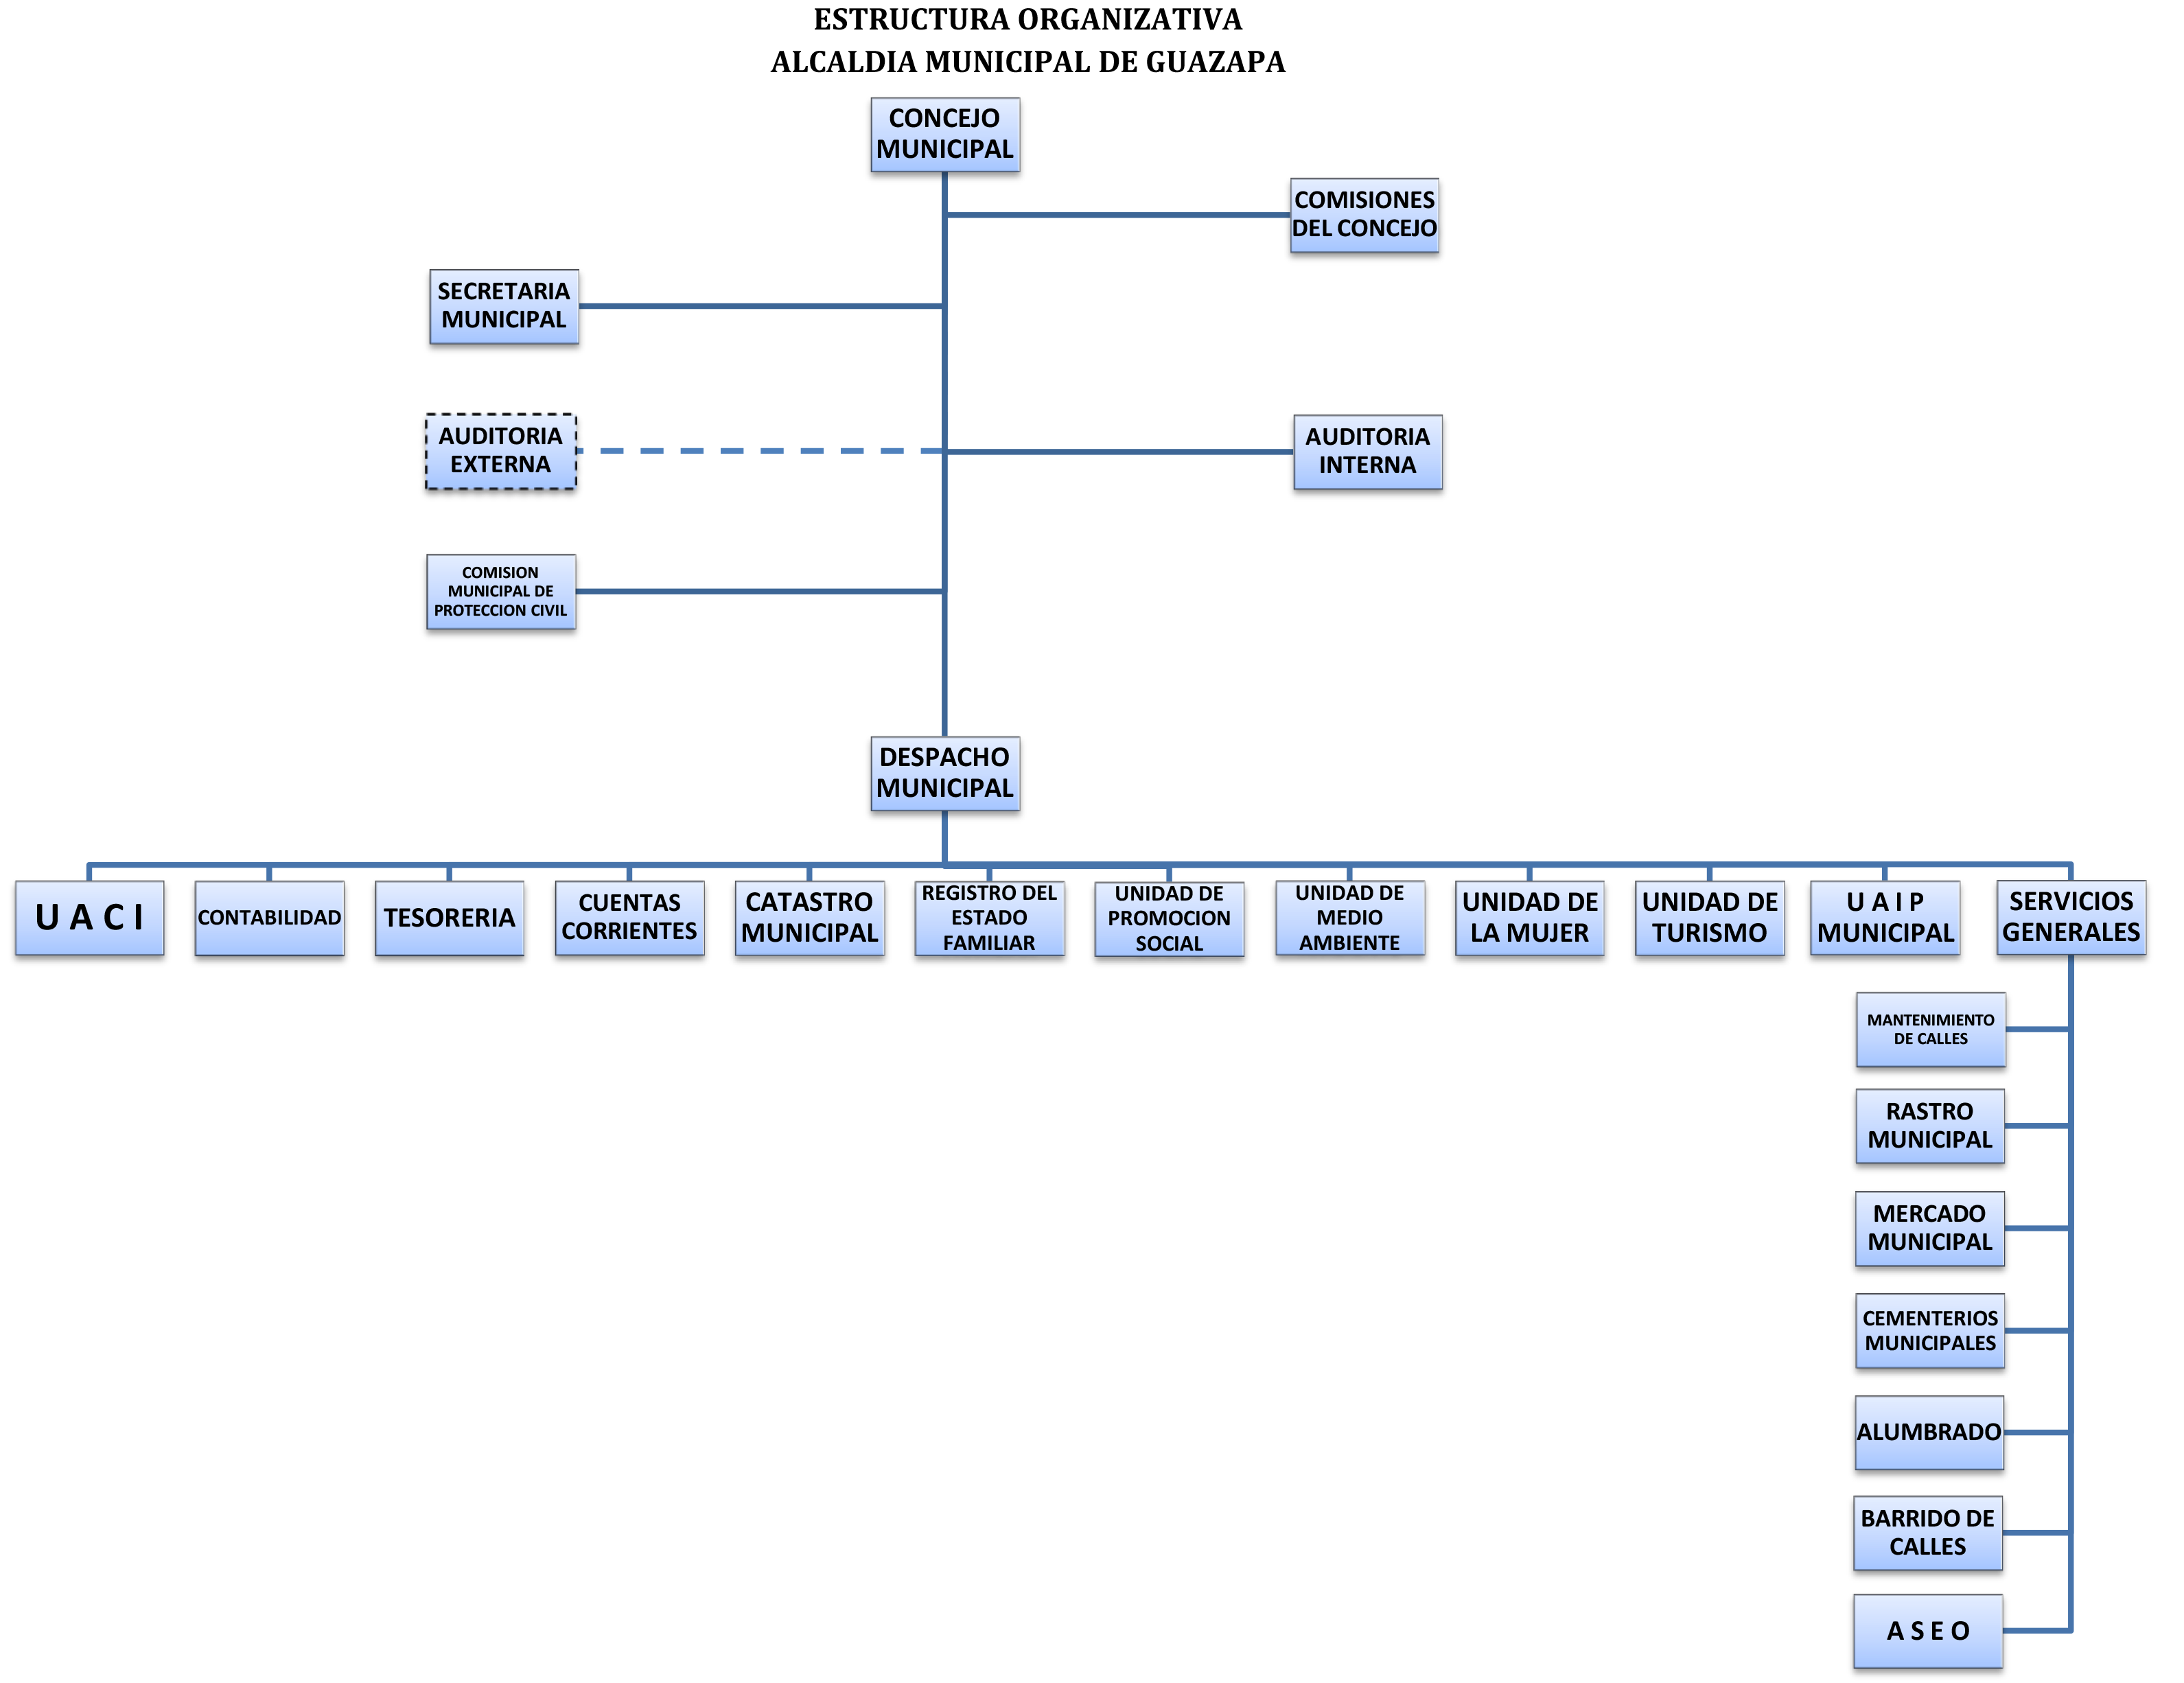 ESTRUCTURA ORGANIZATIVA
ALCALDIA MUNICIPAL DE GUAZAPA
CONCEJO
MUNICIPAL
COMISIONES
DEL CONCEJO
SECRETARIA
MUNICIPAL
AUDITORIA
EXTERNA
AUDITORIA
INTERNA
COMISION
MUNICIPAL DE
PROTECCION CIVIL
DESPACHO
MUNICIPAL
U A C I
CONTABILIDAD
TESORERIA
CUENTAS
CORRIENTES
CATASTRO
MUNICIPAL
REGISTRO DEL
ESTADO
FAMILIAR
UNIDAD DE
PROMOCION
SOCIAL
UNIDAD DE
MEDIO
AMBIENTE
UNIDAD DE
LA MUJER
UNIDAD DE
TURISMO
U A I P
MUNICIPAL
SERVICIOS
GENERALES
MANTENIMIENTO
DE CALLES
RASTRO
MUNICIPAL
MERCADO
MUNICIPAL
CEMENTERIOS
MUNICIPALES
ALUMBRADO
BARRIDO DE
CALLES
A S E O